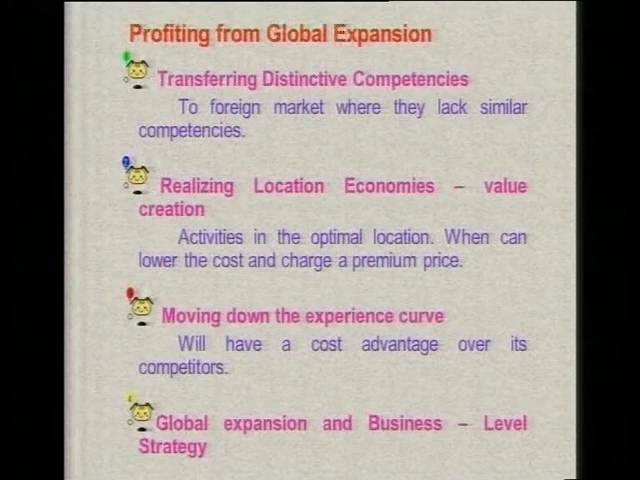 Profiting from Global Expansion
Transferring Distinctive Competencies
To foreign market where they lack similar
competencies.
Realizing Location Economies – value
creation
Activities in the optimal location. When can
lower the cost and charge a premium price.
Moving down the experience curve
Will have a cost advantage over its
competitors.
Global expansion and Business – Level
Strategy